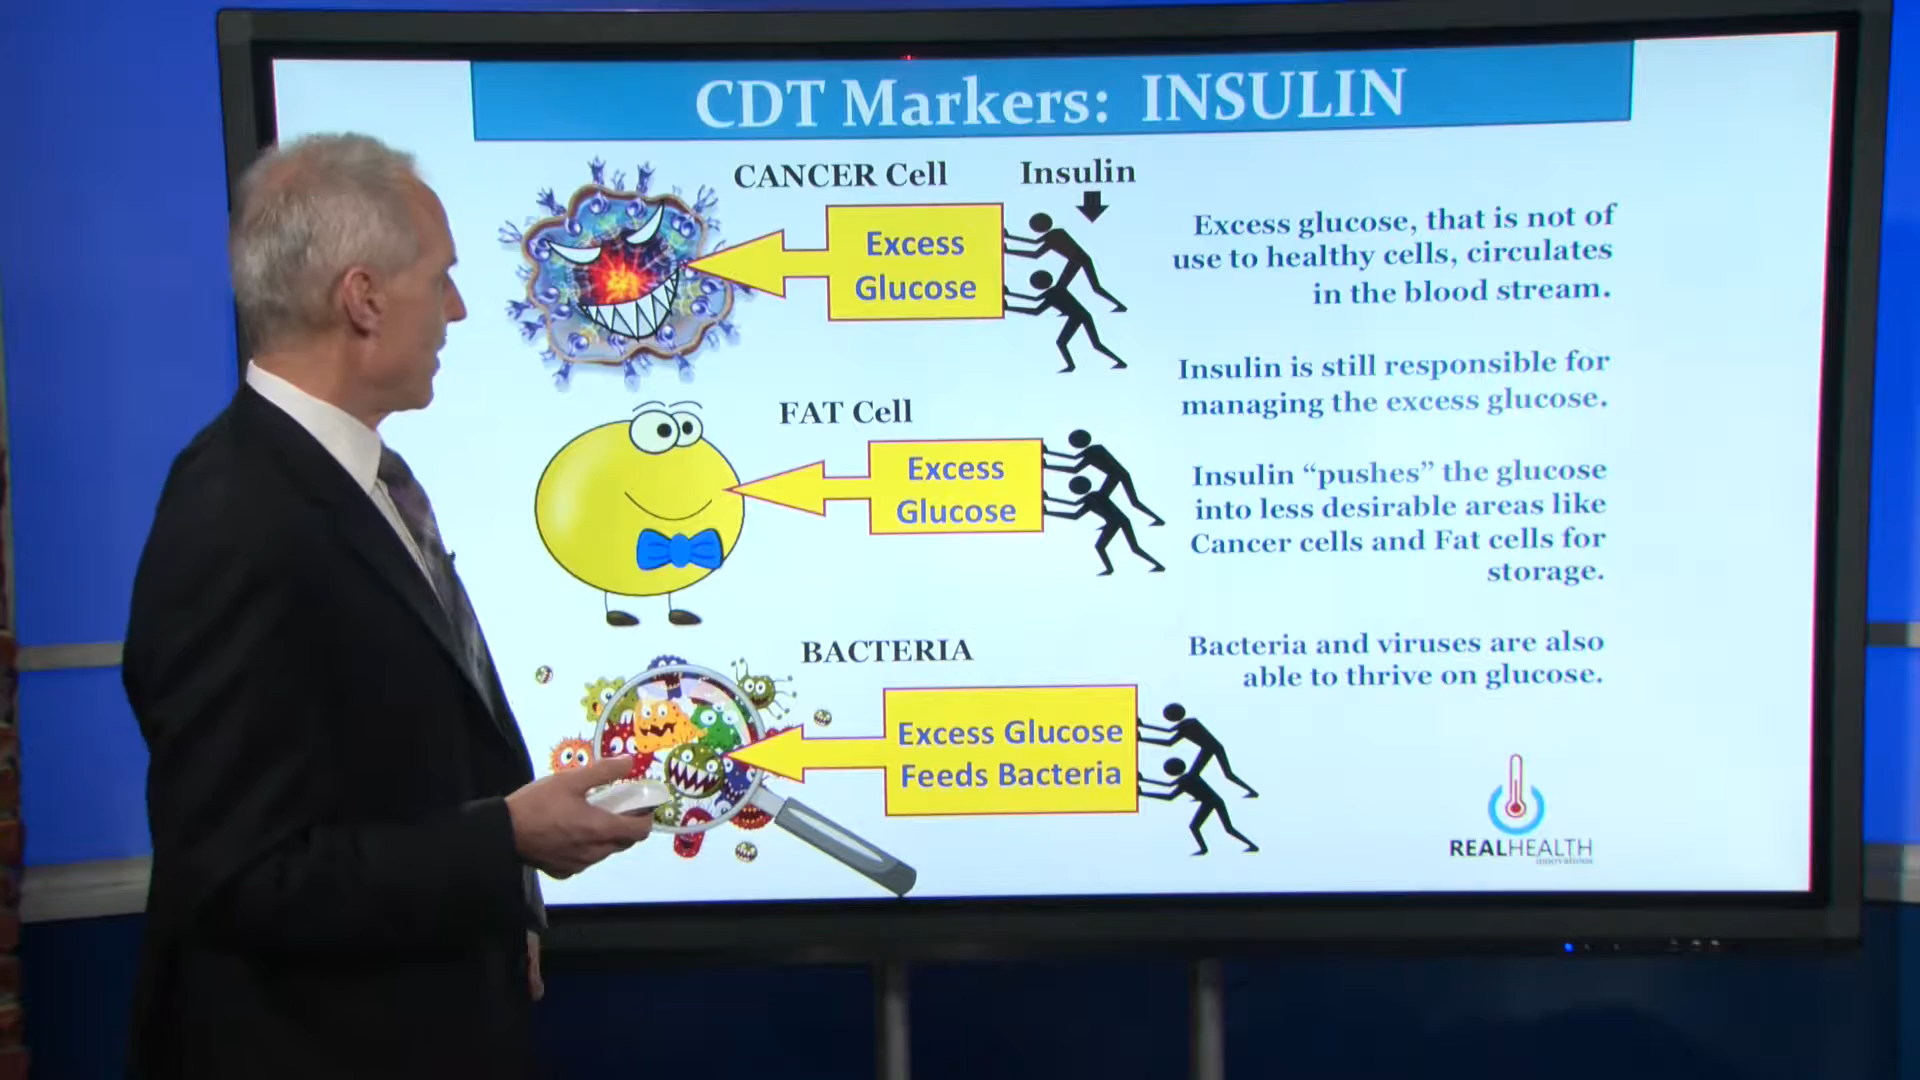 CDT Markers: INSULIN
CANCER Cell
Insulin
Excess
Glucose
Excess glucose, that is not of
use to healthy cells, circulates
in the blood stream.
Insulin is still responsible for
managing the excess glucose.
FAT Cell
Excess
Glucose
Insulin “pushes” the glucose
into less desirable areas like
Cancer cells and Fat cells for
storage.
BACTERIA
Excess Glucose
Feeds Bacteria
Bacteria and viruses are also
able to thrive on glucose.
REALHEALTH
innovations